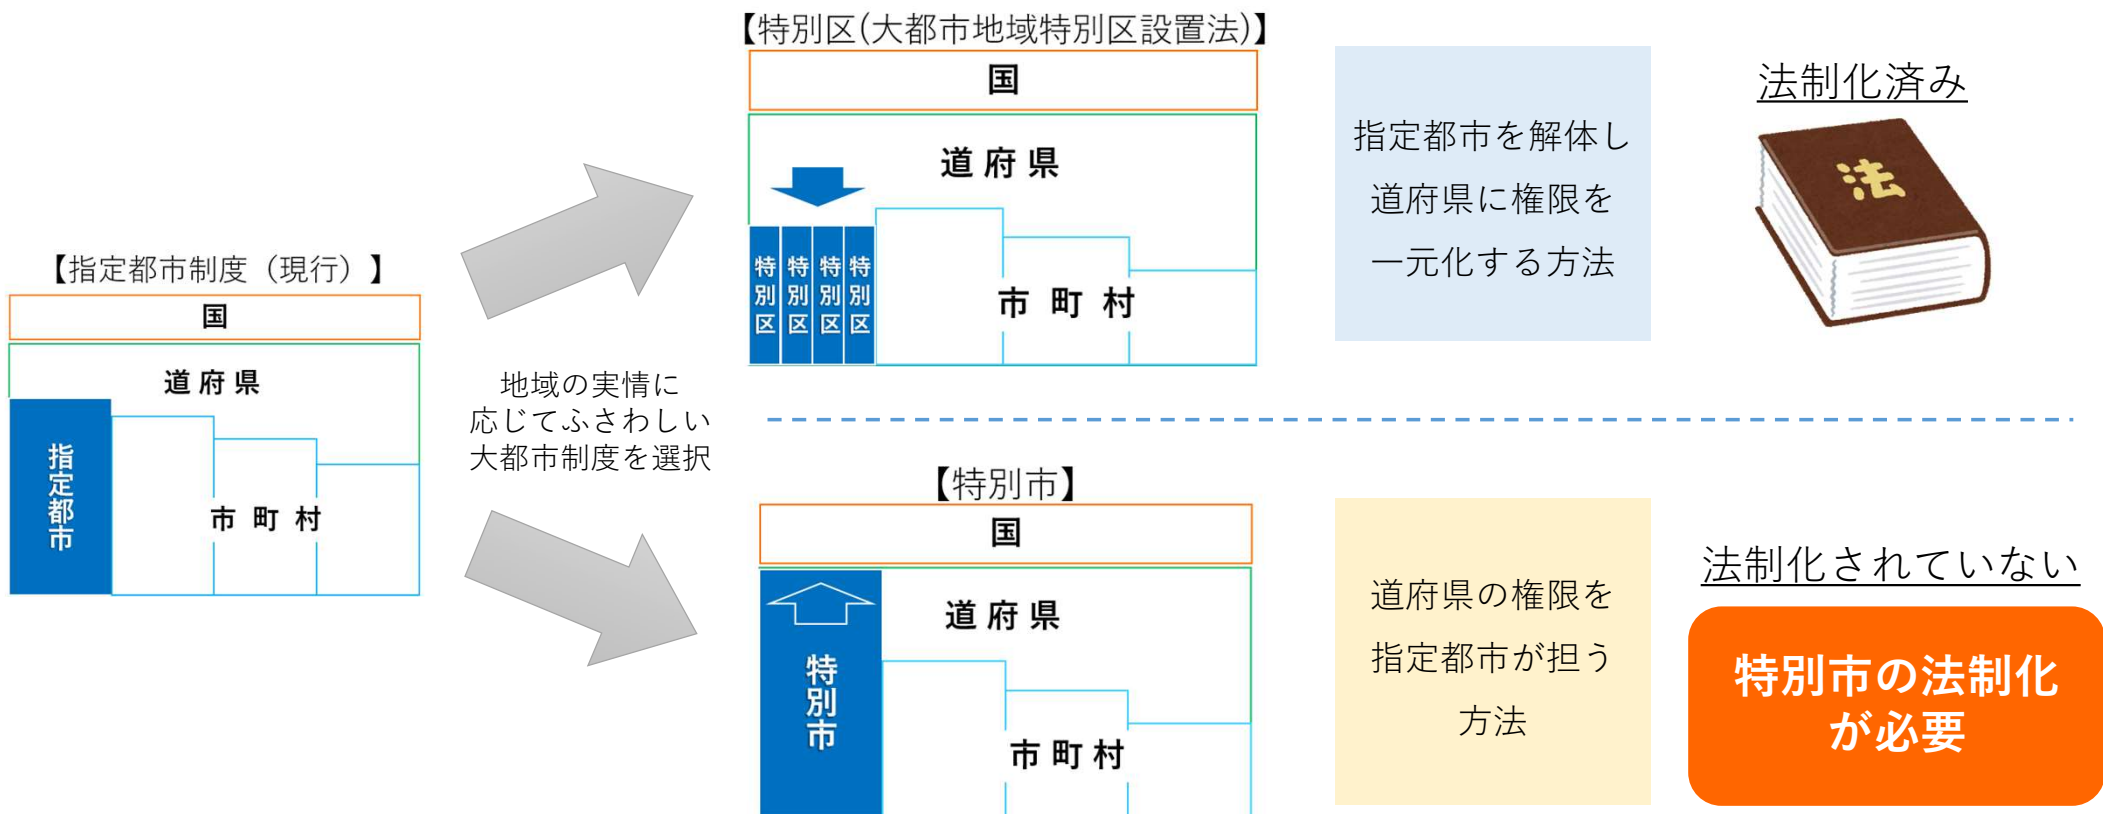 【指定都市制度（現行）】
国
道府県
指定都市
市町村
地域の実情に
応じてふさわしい
大都市制度を選択
【特別区(大都市地域特別区設置法)】
国
道府県
特別区
特別区
特別区
特別区
市町村
指定都市を解体し
道府県に権限を
一元化する方法
法制化済み
法
【特別市】
国
道府県
特別市
市町村
道府県の権限を
指定都市が担う
方法
法制化されていない
特別市の法制化
が必要